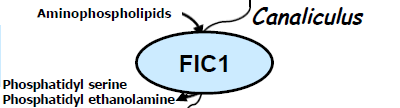 Aminophospholipids
Canaliculus
FIC1
Phosphatidyl serine
Phosphatidyl ethanolamine